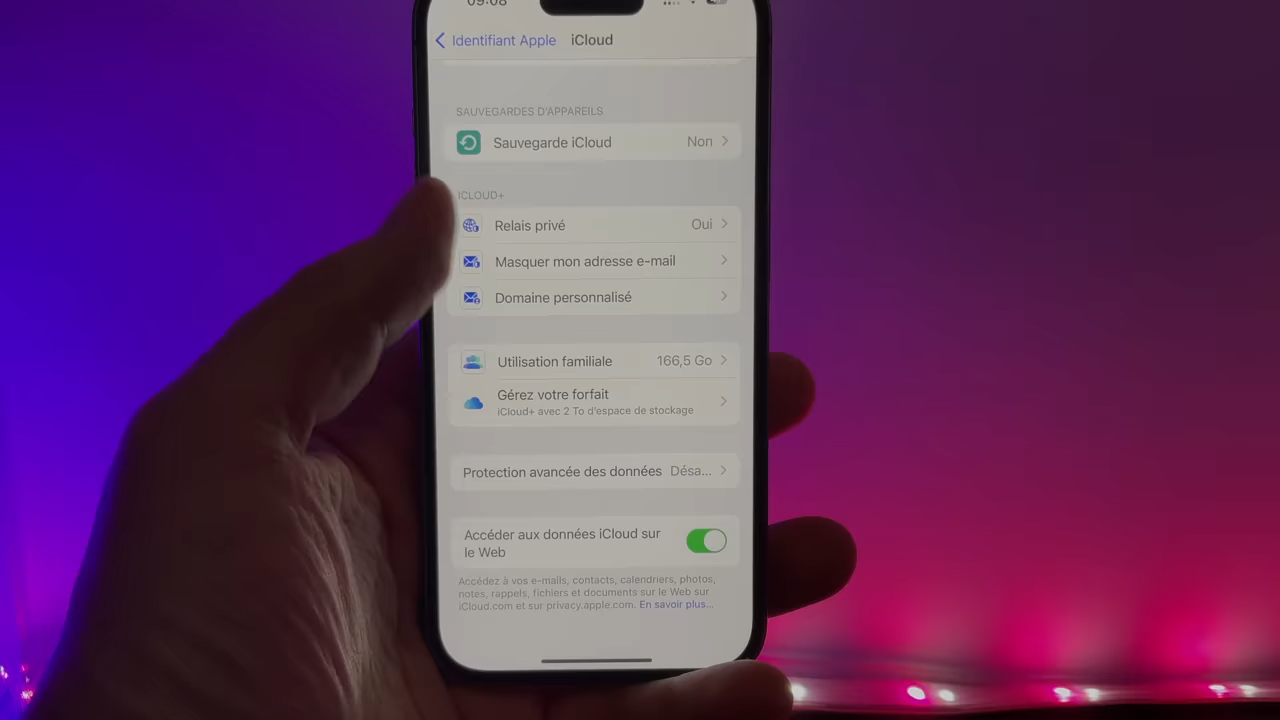 09:08
Identifiant Apple iCloud
SAUVEGARDES D'APPAREILS
Sauvegarde iCloud Non
ICLOUD+
Relais privé Oui
Masquer mon adresse e-mail
Domaine personnalisé
Utilisation familiale 166,5 Go
Gérez votre forfait
iCloud+ avec 2 To d'espace de stockage
Protection avancée des données Désa...
Accéder aux données iCloud sur
le Web
Accédez à vos e-mails, contacts, calendriers, photos,
notes, rappels, fichiers et documents sur le Web sur
iCloud.com et sur privacy.apple.com. En savoir plus...